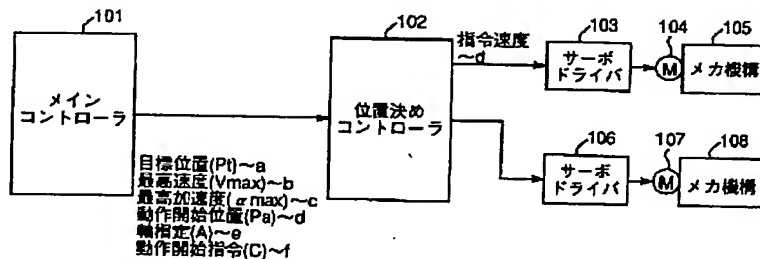 101
メイン
コントローラ
目標位置(Pt)~a
最高速度(Vmax)~b
最高加速度(αmax)~c
動作開始位置(Pa)~d
軸指定(A)~e
動作開始指令(C)~f
102
位置決め
コントローラ
指令速度
~d
103
サーボ
ドライバ
104
M
105
メカ機構
106
サーボ
ドライバ
107
M
108
メカ機構